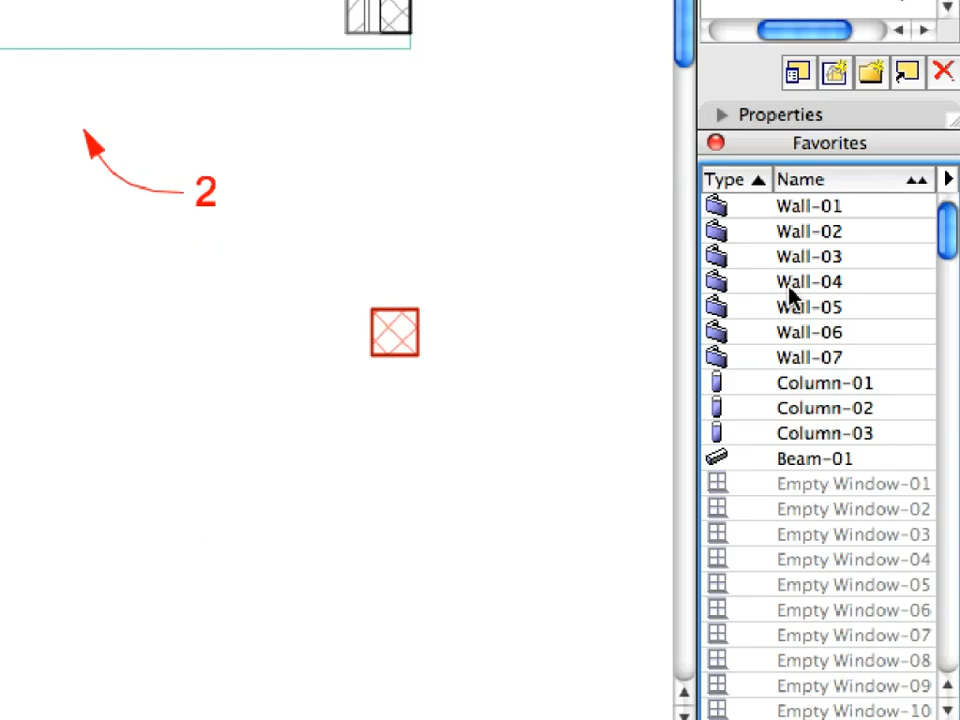 Properties
Favorites
Type Name
2
Wall-01
Wall-02
Wall-03
Wall-04
Wall-05
Wall-06
Wall-07
Column-01
Column-02
Column-03
Beam-01
Empty Window-01
Empty Window-02
Empty Window-03
Empty Window-04
Empty Window-05
Empty Window-06
Empty Window-07
Empty Window-08
Empty Window-09
Empty Window-10